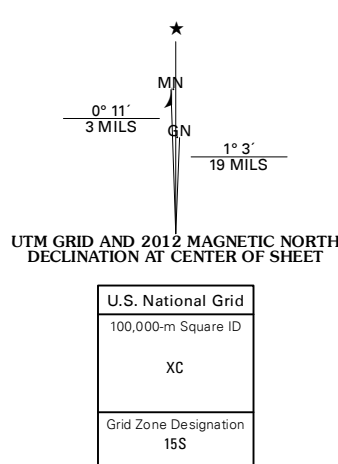 ★
MN
0° 11´
3 MILS
GN
1° 3´
19 MILS
UTM GRID AND 2012 MAGNETIC NORTH
DECLINATION AT CENTER OF SHEET
U.S. National Grid
100,000-m Square ID
XC
Grid Zone Designation
15S